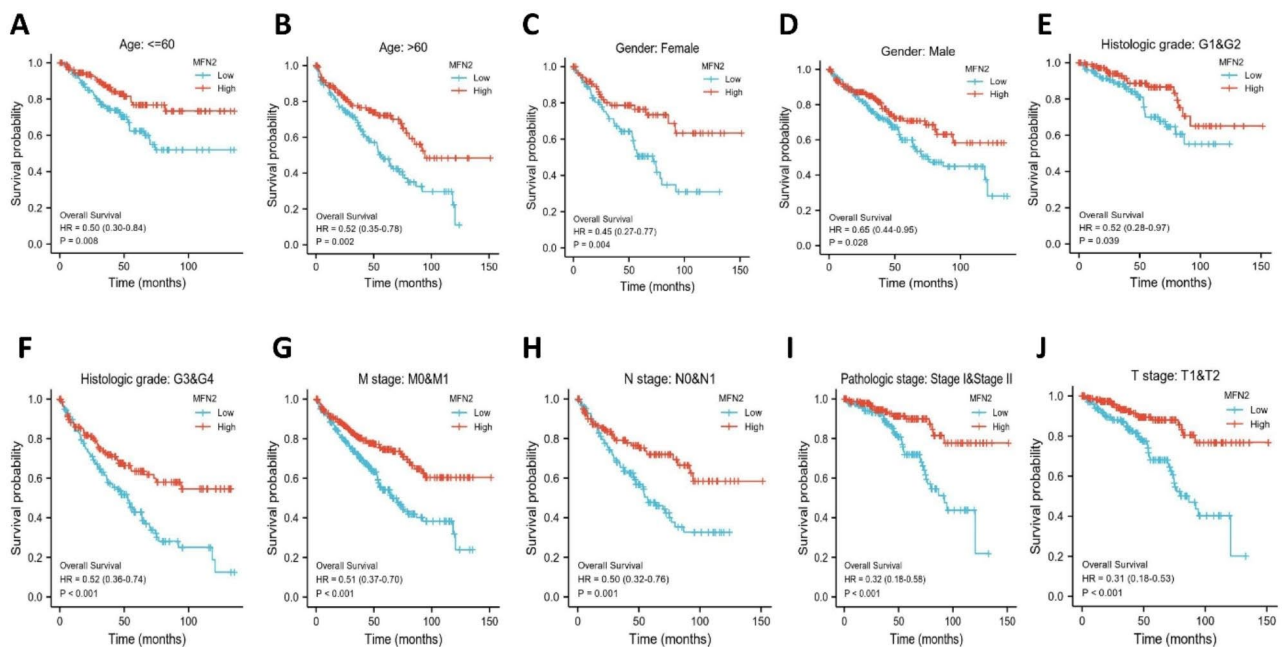 A
Age: <=60
MFN2
Low
High
Survival probability
1.0
0.8
0.6
0.4
0.2
0.0
Overall Survival
HR = 0.50 (0.30-0.84)
P = 0.008
0 50 100
Time (months)
B
Age: >60
MFN2
Low
High
Survival probability
1.0
0.8
0.6
0.4
0.2
0.0
Overall Survival
HR = 0.52 (0.35-0.78)
P = 0.002
0 50 100 150
Time (months)
C
Gender: Female
MFN2
Low
High
Survival probability
1.0
0.8
0.6
0.4
0.2
0.0
Overall Survival
HR = 0.45 (0.27-0.77)
P = 0.004
0 50 100 150
Time (months)
D
Gender: Male
MFN2
Low
High
Survival probability
1.0
0.8
0.6
0.4
0.2
0.0
Overall Survival
HR = 0.65 (0.44-0.95)
P = 0.028
0 50 100
Time (months)
E
Histologic grade: G1&G2
MFN2
Low
High
Survival probability
1.0
0.8
0.6
0.4
0.2
0.0
Overall Survival
HR = 0.52 (0.28-0.97)
P = 0.039
0 50 100 150
Time (months)
F
Histologic grade: G3&G4
MFN2
Low
High
Survival probability
1.0
0.8
0.6
0.4
0.2
0.0
Overall Survival
HR = 0.52 (0.36-0.74)
P < 0.001
0 50 100
Time (months)
G
M stage: M0&M1
MFN2
Low
High
Survival probability
1.0
0.8
0.6
0.4
0.2
0.0
Overall Survival
HR = 0.51 (0.37-0.70)
P < 0.001
0 50 100 150
Time (months)
H
N stage: N0&N1
MFN2
Low
High
Survival probability
1.0
0.8
0.6
0.4
0.2
0.0
Overall Survival
HR = 0.50 (0.32-0.76)
P = 0.001
0 50 100 150
Time (months)
I
Pathologic stage: Stage I&Stage II
MFN2
Low
High
Survival probability
1.0
0.8
0.6
0.4
0.2
0.0
Overall Survival
HR = 0.32 (0.18-0.58)
P < 0.001
0 50 100 150
Time (months)
J
T stage: T1&T2
MFN2
Low
High
Survival probability
1.0
0.8
0.6
0.4
0.2
0.0
Overall Survival
HR = 0.31 (0.18-0.53)
P < 0.001
0 50 100 150
Time (months)